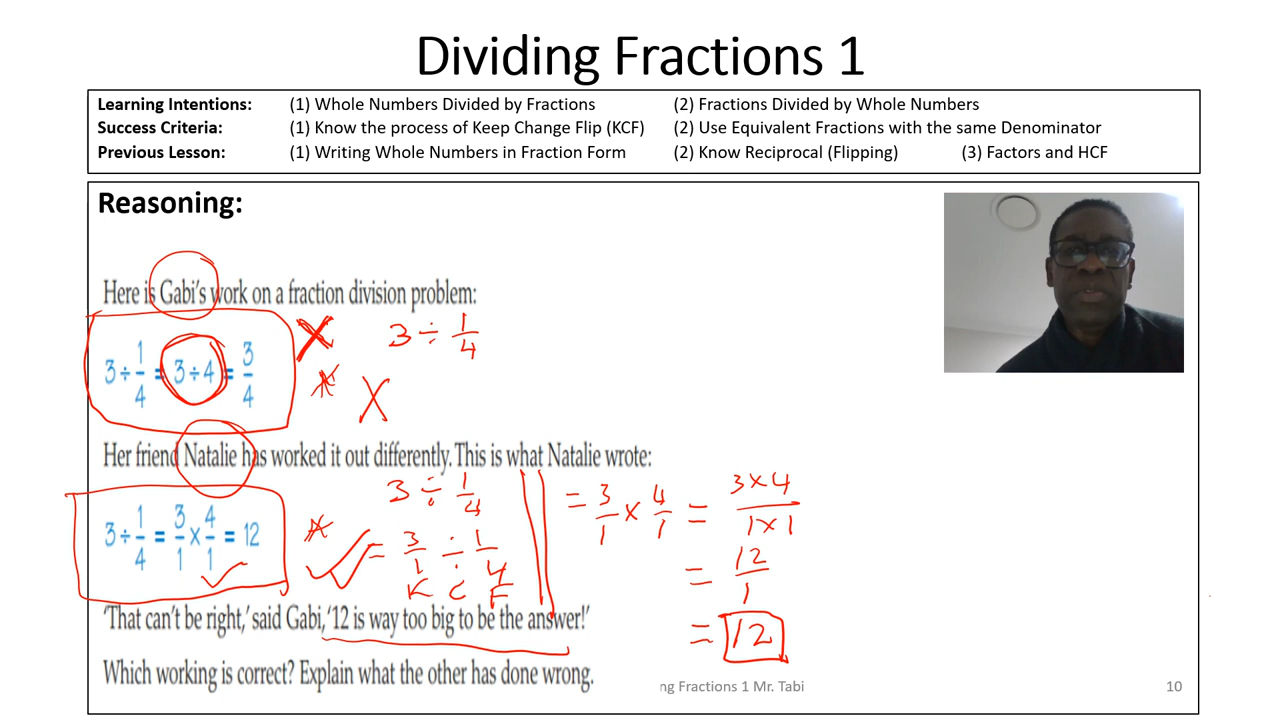 Dividing Fractions 1
Learning Intentions: (1) Whole Numbers Divided by Fractions (2) Fractions Divided by Whole Numbers
Success Criteria: (1) Know the process of Keep Change Flip (KCF) (2) Use Equivalent Fractions with the same Denominator
Previous Lesson: (1) Writing Whole Numbers in Fraction Form (2) Know Reciprocal (Flipping) (3) Factors and HCF
Reasoning:
Here is Gabi's work on a fraction division problem:
3 ÷ 1/4 = 3 ÷ 4 = 3/4 X 3 ÷ 1/4
X
Her friend Natalie has worked it out differently. This is what Natalie wrote:
3 ÷ 1/4 = 3/1 × 4/1 = 12
3 ÷ 1/4
= 3/1 ÷ 1/4
K C F
= 3/1 × 4/1 = 3×4/1×1
= 12/1
= 12
'That can't be right,' said Gabi, '12 is way too big to be the answer!'
Which working is correct? Explain what the other has done wrong.
ng Fractions 1 Mr. Tabi 10